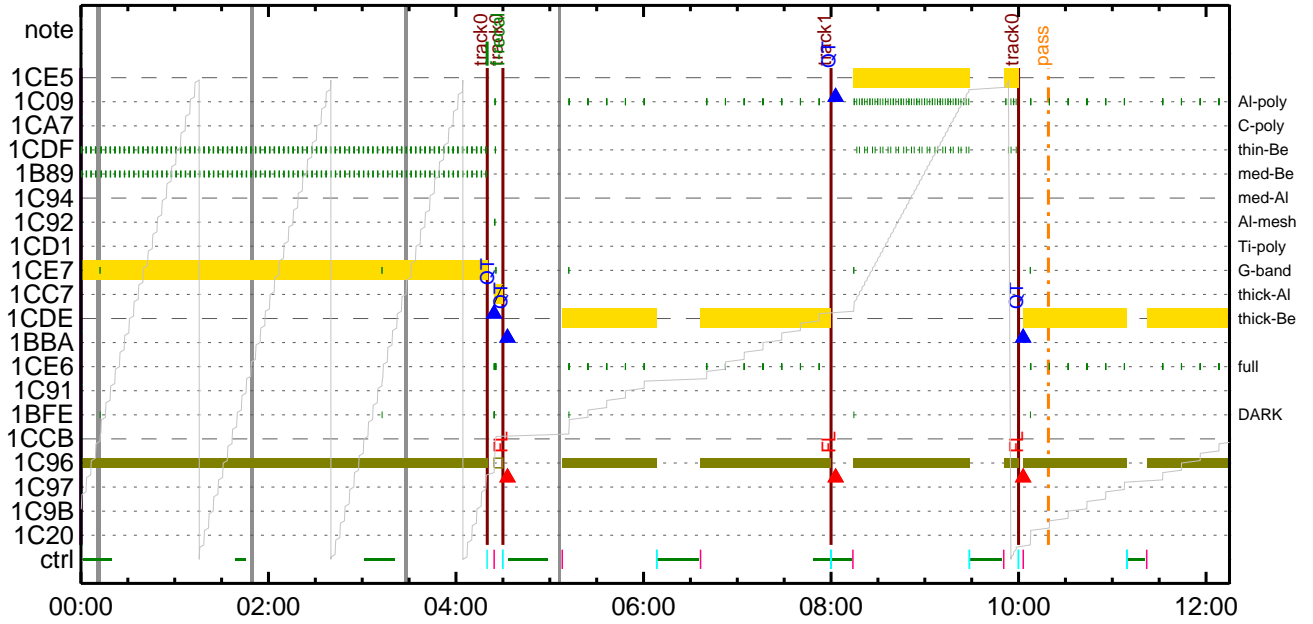 note
track0
track0
focal
track1
track0
pass
QT
1CE5
1C09 Al-poly
1CA7 C-poly
1CDF thin-Be
1B89 med-Be
1C94 med-Al
1C92 Al-mesh
1CD1 Ti-poly
1CE7 QT G-band
1CC7 QT QT thick-Al
1CDE thick-Be
1BBA
1CE6 full
1C91
1BFE DARK
1CCB FL FL FL
1C96
1C97
1C9B
1C20
ctrl
00:00 02:00 04:00 06:00 08:00 10:00 12:00